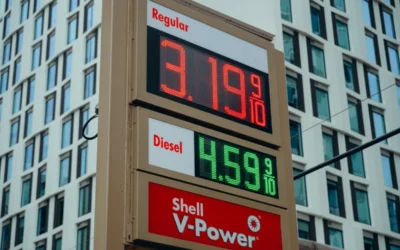 Regular
3.19 9/10
Diesel
4.59 9/10
Shell
V-Power